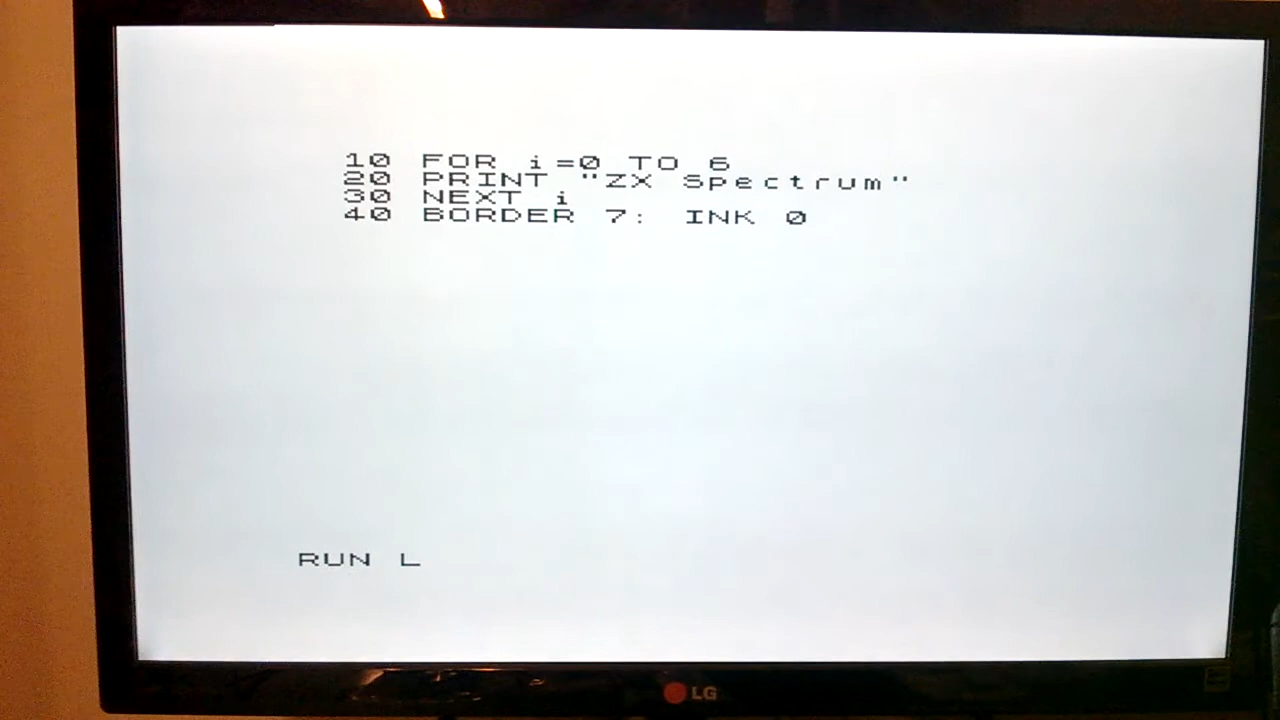 10 FOR i=0 TO 6
20 PRINT "ZX Spectrum"
30 NEXT i
40 BORDER 7: INK 0
RUN L
LG